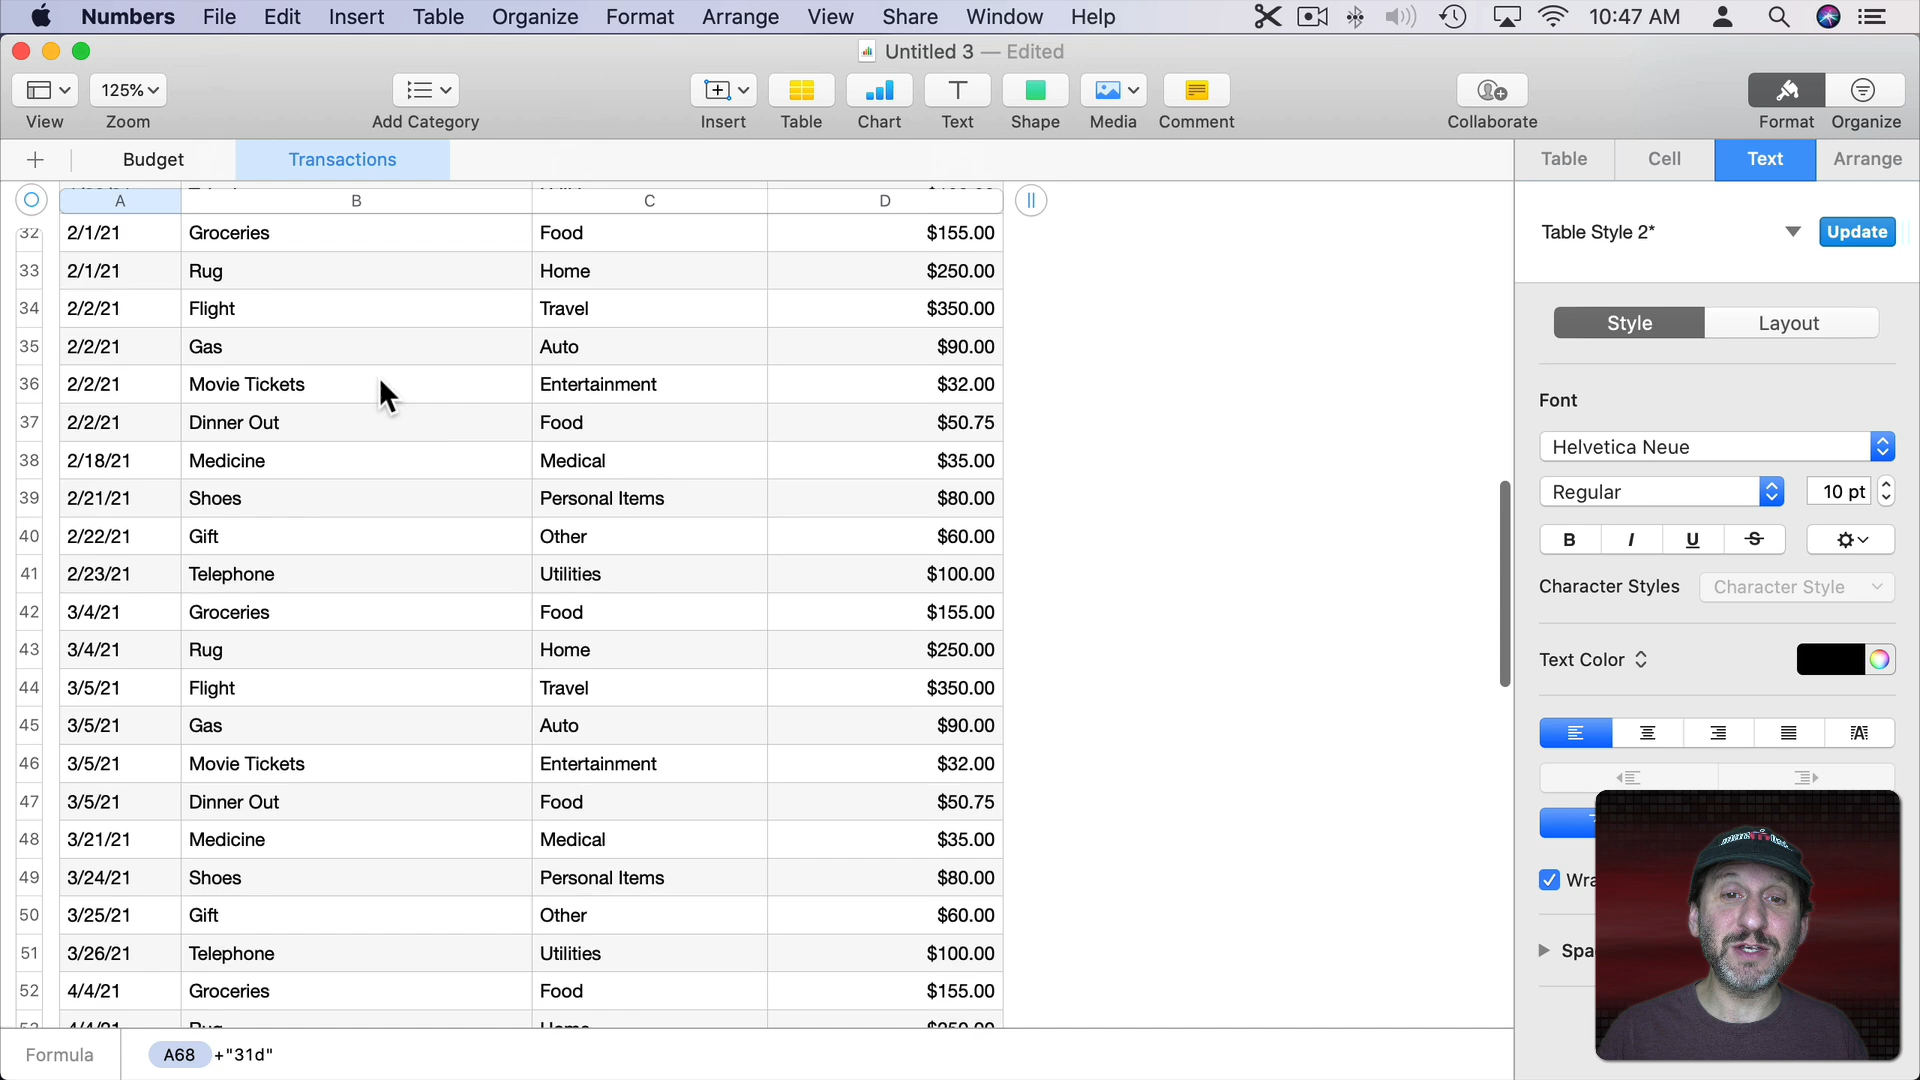 Numbers File Edit Insert Table Organize Format Arrange View Share Window Help 10:47 AM
Untitled 3 — Edited
125%
View Zoom Add Category Insert Table Chart Text Shape Media Comment Collaborate Format Organize
Budget Transactions Table Cell Text Arrange
A B C D
32 2/1/21 Groceries Food $155.00
33 2/1/21 Rug Home $250.00
34 2/2/21 Flight Travel $350.00
35 2/2/21 Gas Auto $90.00
36 2/2/21 Movie Tickets Entertainment $32.00
37 2/2/21 Dinner Out Food $50.75
38 2/18/21 Medicine Medical $35.00
39 2/21/21 Shoes Personal Items $80.00
40 2/22/21 Gift Other $60.00
41 2/23/21 Telephone Utilities $100.00
42 3/4/21 Groceries Food $155.00
43 3/4/21 Rug Home $250.00
44 3/5/21 Flight Travel $350.00
45 3/5/21 Gas Auto $90.00
46 3/5/21 Movie Tickets Entertainment $32.00
47 3/5/21 Dinner Out Food $50.75
48 3/21/21 Medicine Medical $35.00
49 3/24/21 Shoes Personal Items $80.00
50 3/25/21 Gift Other $60.00
51 3/26/21 Telephone Utilities $100.00
52 4/4/21 Groceries Food $155.00
Formula A68 +"31d"
Table Style 2* Update
Style Layout
Font
Helvetica Neue
Regular 10 pt
B I U S
Character Styles Character Style
Text Color
Wra
Spa